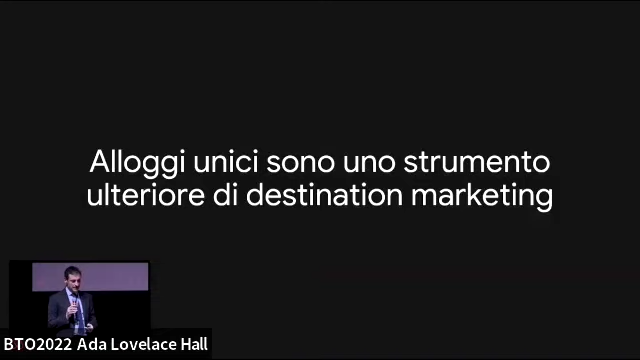 Alloggi unici sono uno strumento
ulteriore di destination marketing
BTO2022 Ada Lovelace Hall